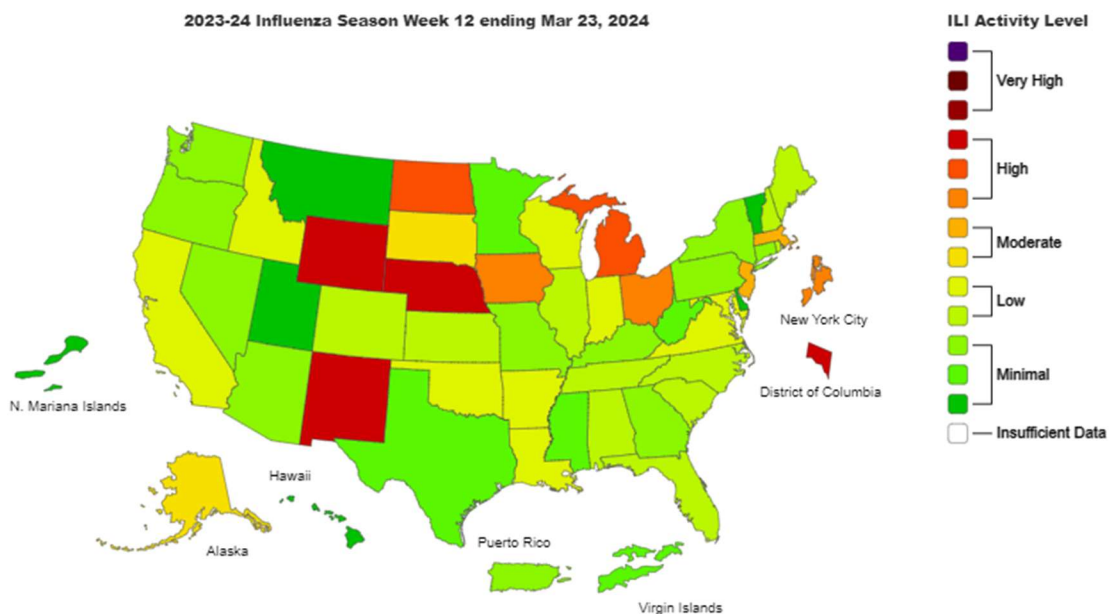 2023-24 Influenza Season Week 12 ending Mar 23, 2024
ILI Activity Level
Very High
High
Moderate
Low
Minimal
Insufficient Data
New York City
District of Columbia
N. Mariana Islands
Hawaii
Alaska
Puerto Rico
Virgin Islands